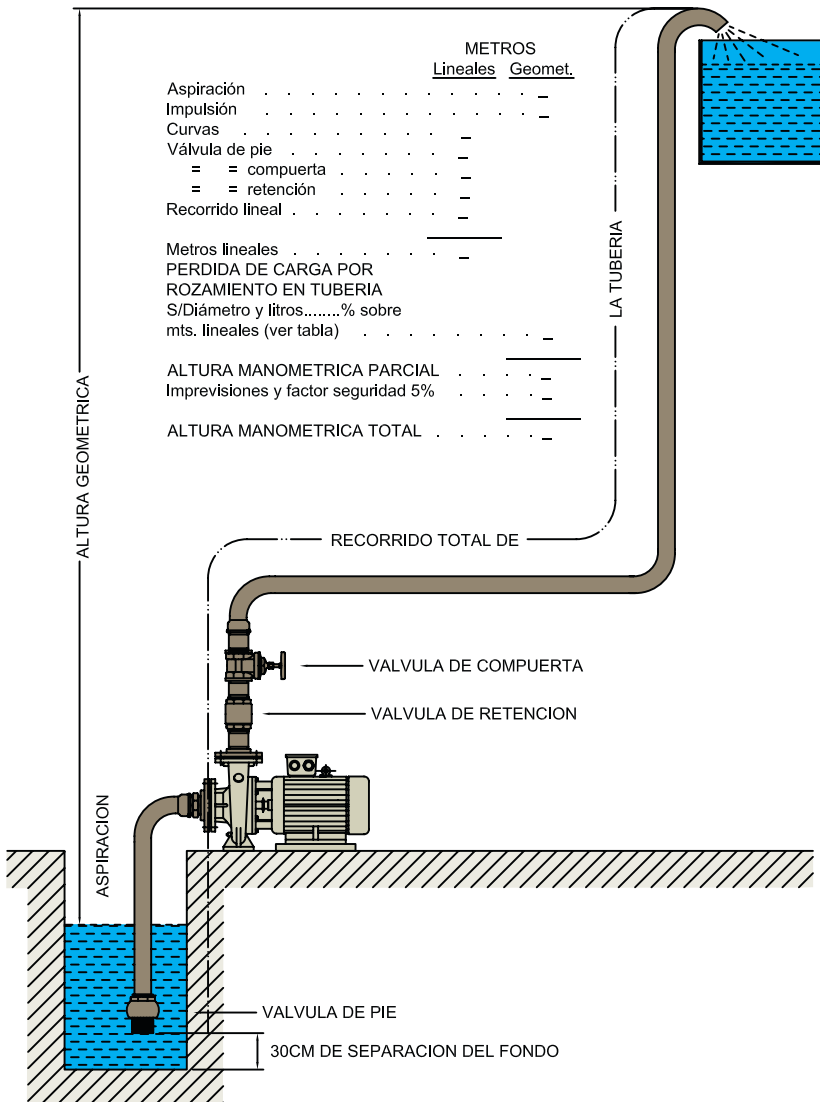 METROS
Lineales Geomet.
Aspiración . . . . . . . . . . . . _
Impulsión . . . . . . . . . . . . . _
Curvas . . . . . . . . . _
Válvula de pie . . . . . . . _
= = compuerta . . . . . _
= = retención . . . . . _
Recorrido lineal . . . . . . . _
Metros lineales . . . . . . . _
PERDIDA DE CARGA POR
ROZAMIENTO EN TUBERIA
S/Diámetro y litros........% sobre
mts. lineales (ver tabla) . . . . . . . . _
ALTURA MANOMETRICA PARCIAL . . . . _
Imprevisiones y factor seguridad 5% . . . . _
ALTURA MANOMETRICA TOTAL . . . . . _
ALTURA GEOMETRICA
LA TUBERIA
RECORRIDO TOTAL DE
VALVULA DE COMPUERTA
VALVULA DE RETENCION
ASPIRACION
VALVULA DE PIE
30CM DE SEPARACION DEL FONDO